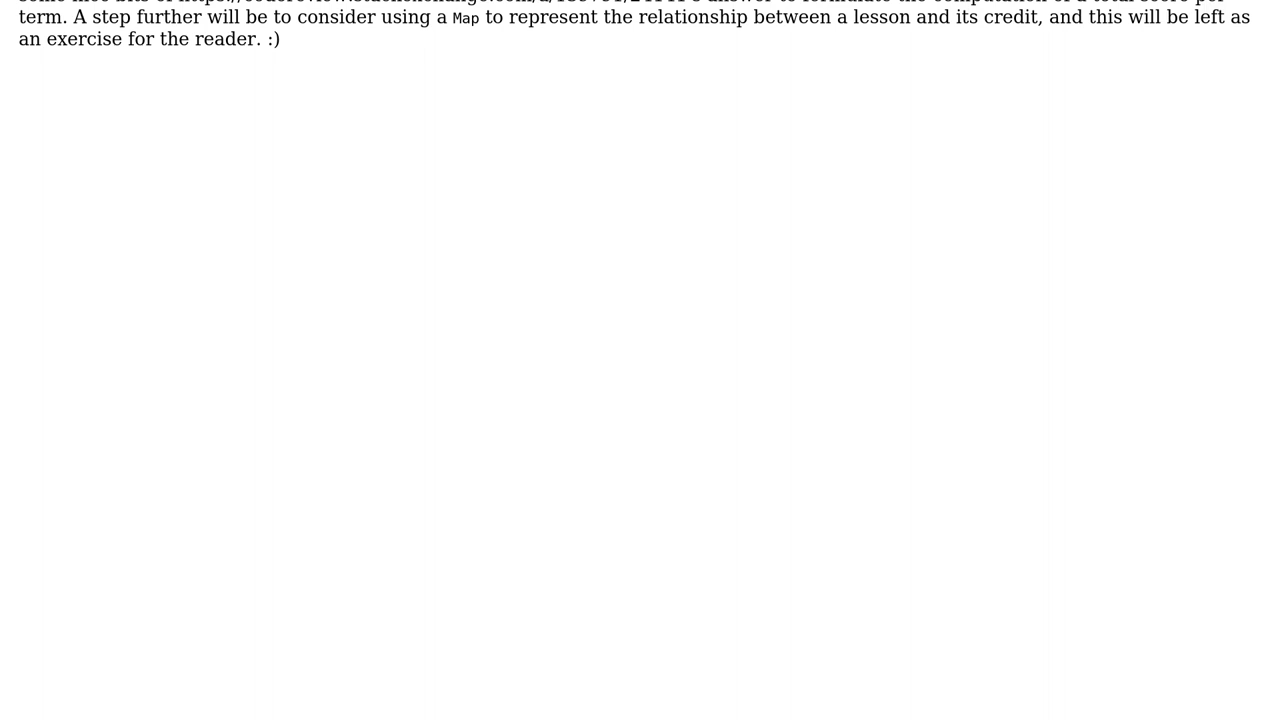 term. A step further will be to consider using a Map to represent the relationship between a lesson and its credit, and this will be left as
an exercise for the reader. :)